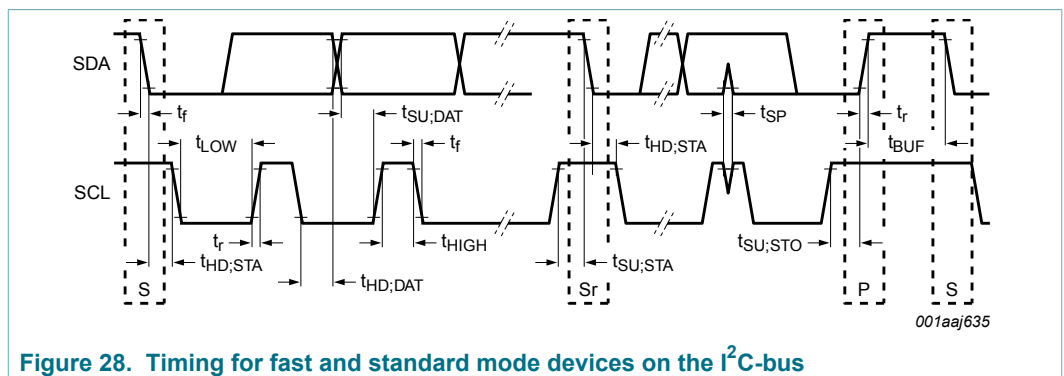 SDA
t_f
t_SU;DAT
t_SP
t_r
t_LOW
t_f
t_HD;STA
t_BUF
SCL
t_r
t_HIGH
t_SU;STO
t_HD;STA
t_HD;DAT
t_SU;STA
S
Sr
P
S
001aaj635
Figure 28. Timing for fast and standard mode devices on the I²C-bus